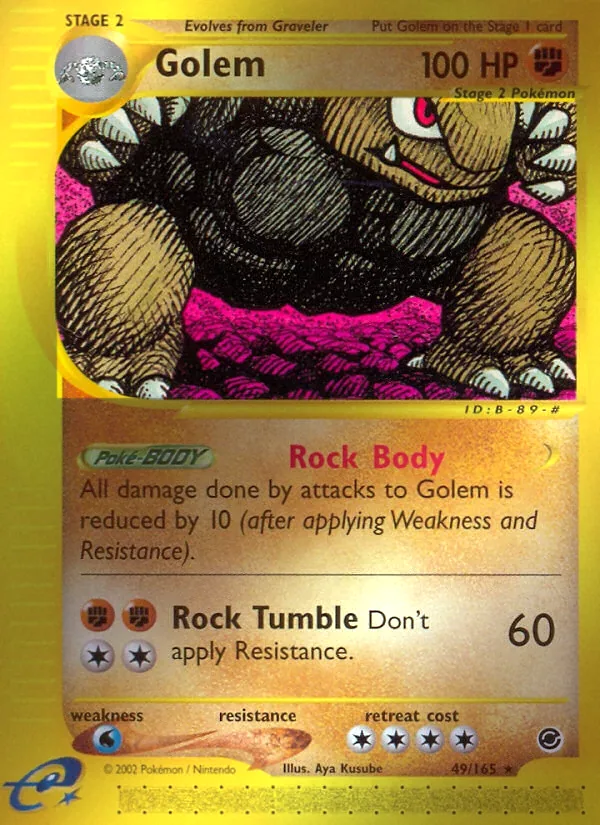 STAGE 2 Evolves from Graveler Put Golem on the Stage 1 card
Golem 100 HP
Stage 2 Pokémon
ID:B-89-#
Poké-BODY Rock Body
All damage done by attacks to Golem is
reduced by 10 (after applying Weakness and
Resistance).
Rock Tumble Don't
apply Resistance.
60
weakness resistance retreat cost
© 2002 Pokémon / Nintendo Illus. Aya Kusube 49/165 ★
e